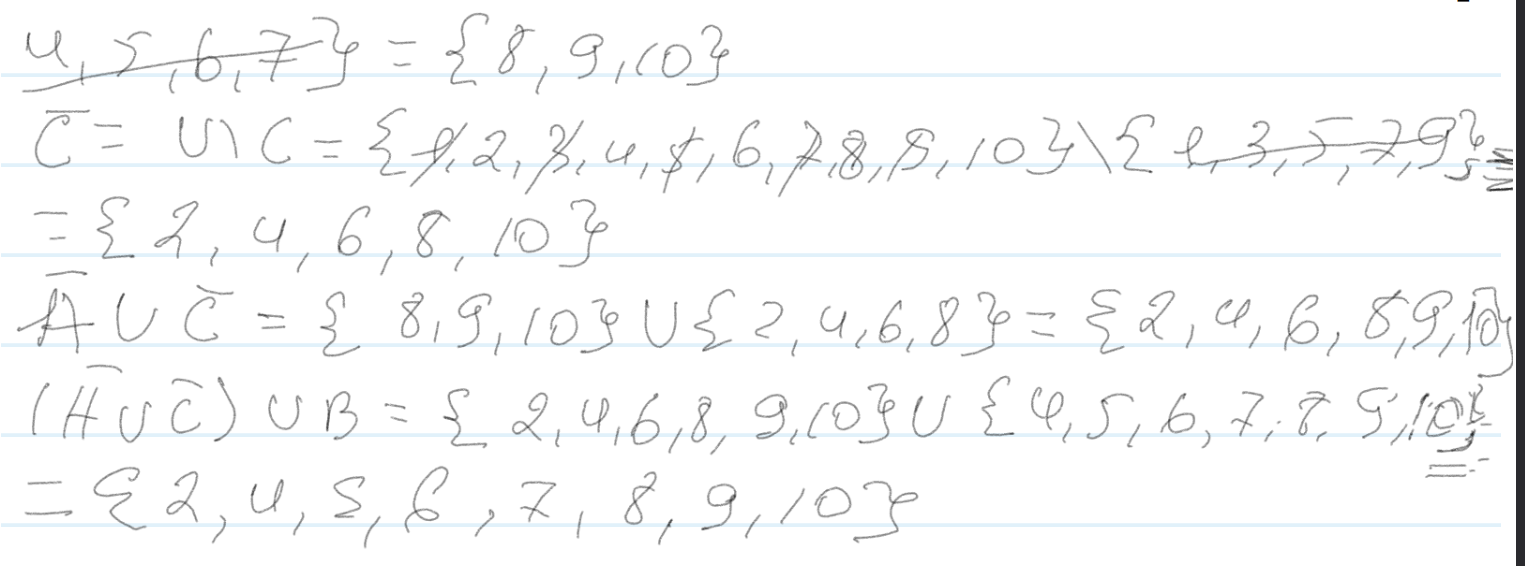 4, 5, 6, 7} = {8, 9, 10}
C̅ = U\C = {1, 2, 3, 4, 5, 6, 7, 8, 9, 10}\{1, 3, 5, 7, 9} =
= {2, 4, 6, 8, 10}
A̅ ∪ C̅ = {8, 9, 10} ∪ {2, 4, 6, 8} = {2, 4, 6, 8, 9, 10}
(A̅ ∪ C̅) ∪ B = {2, 4, 6, 8, 9, 10} ∪ {4, 5, 6, 7, 8, 9, 10} =
= {2, 4, 5, 6, 7, 8, 9, 10}